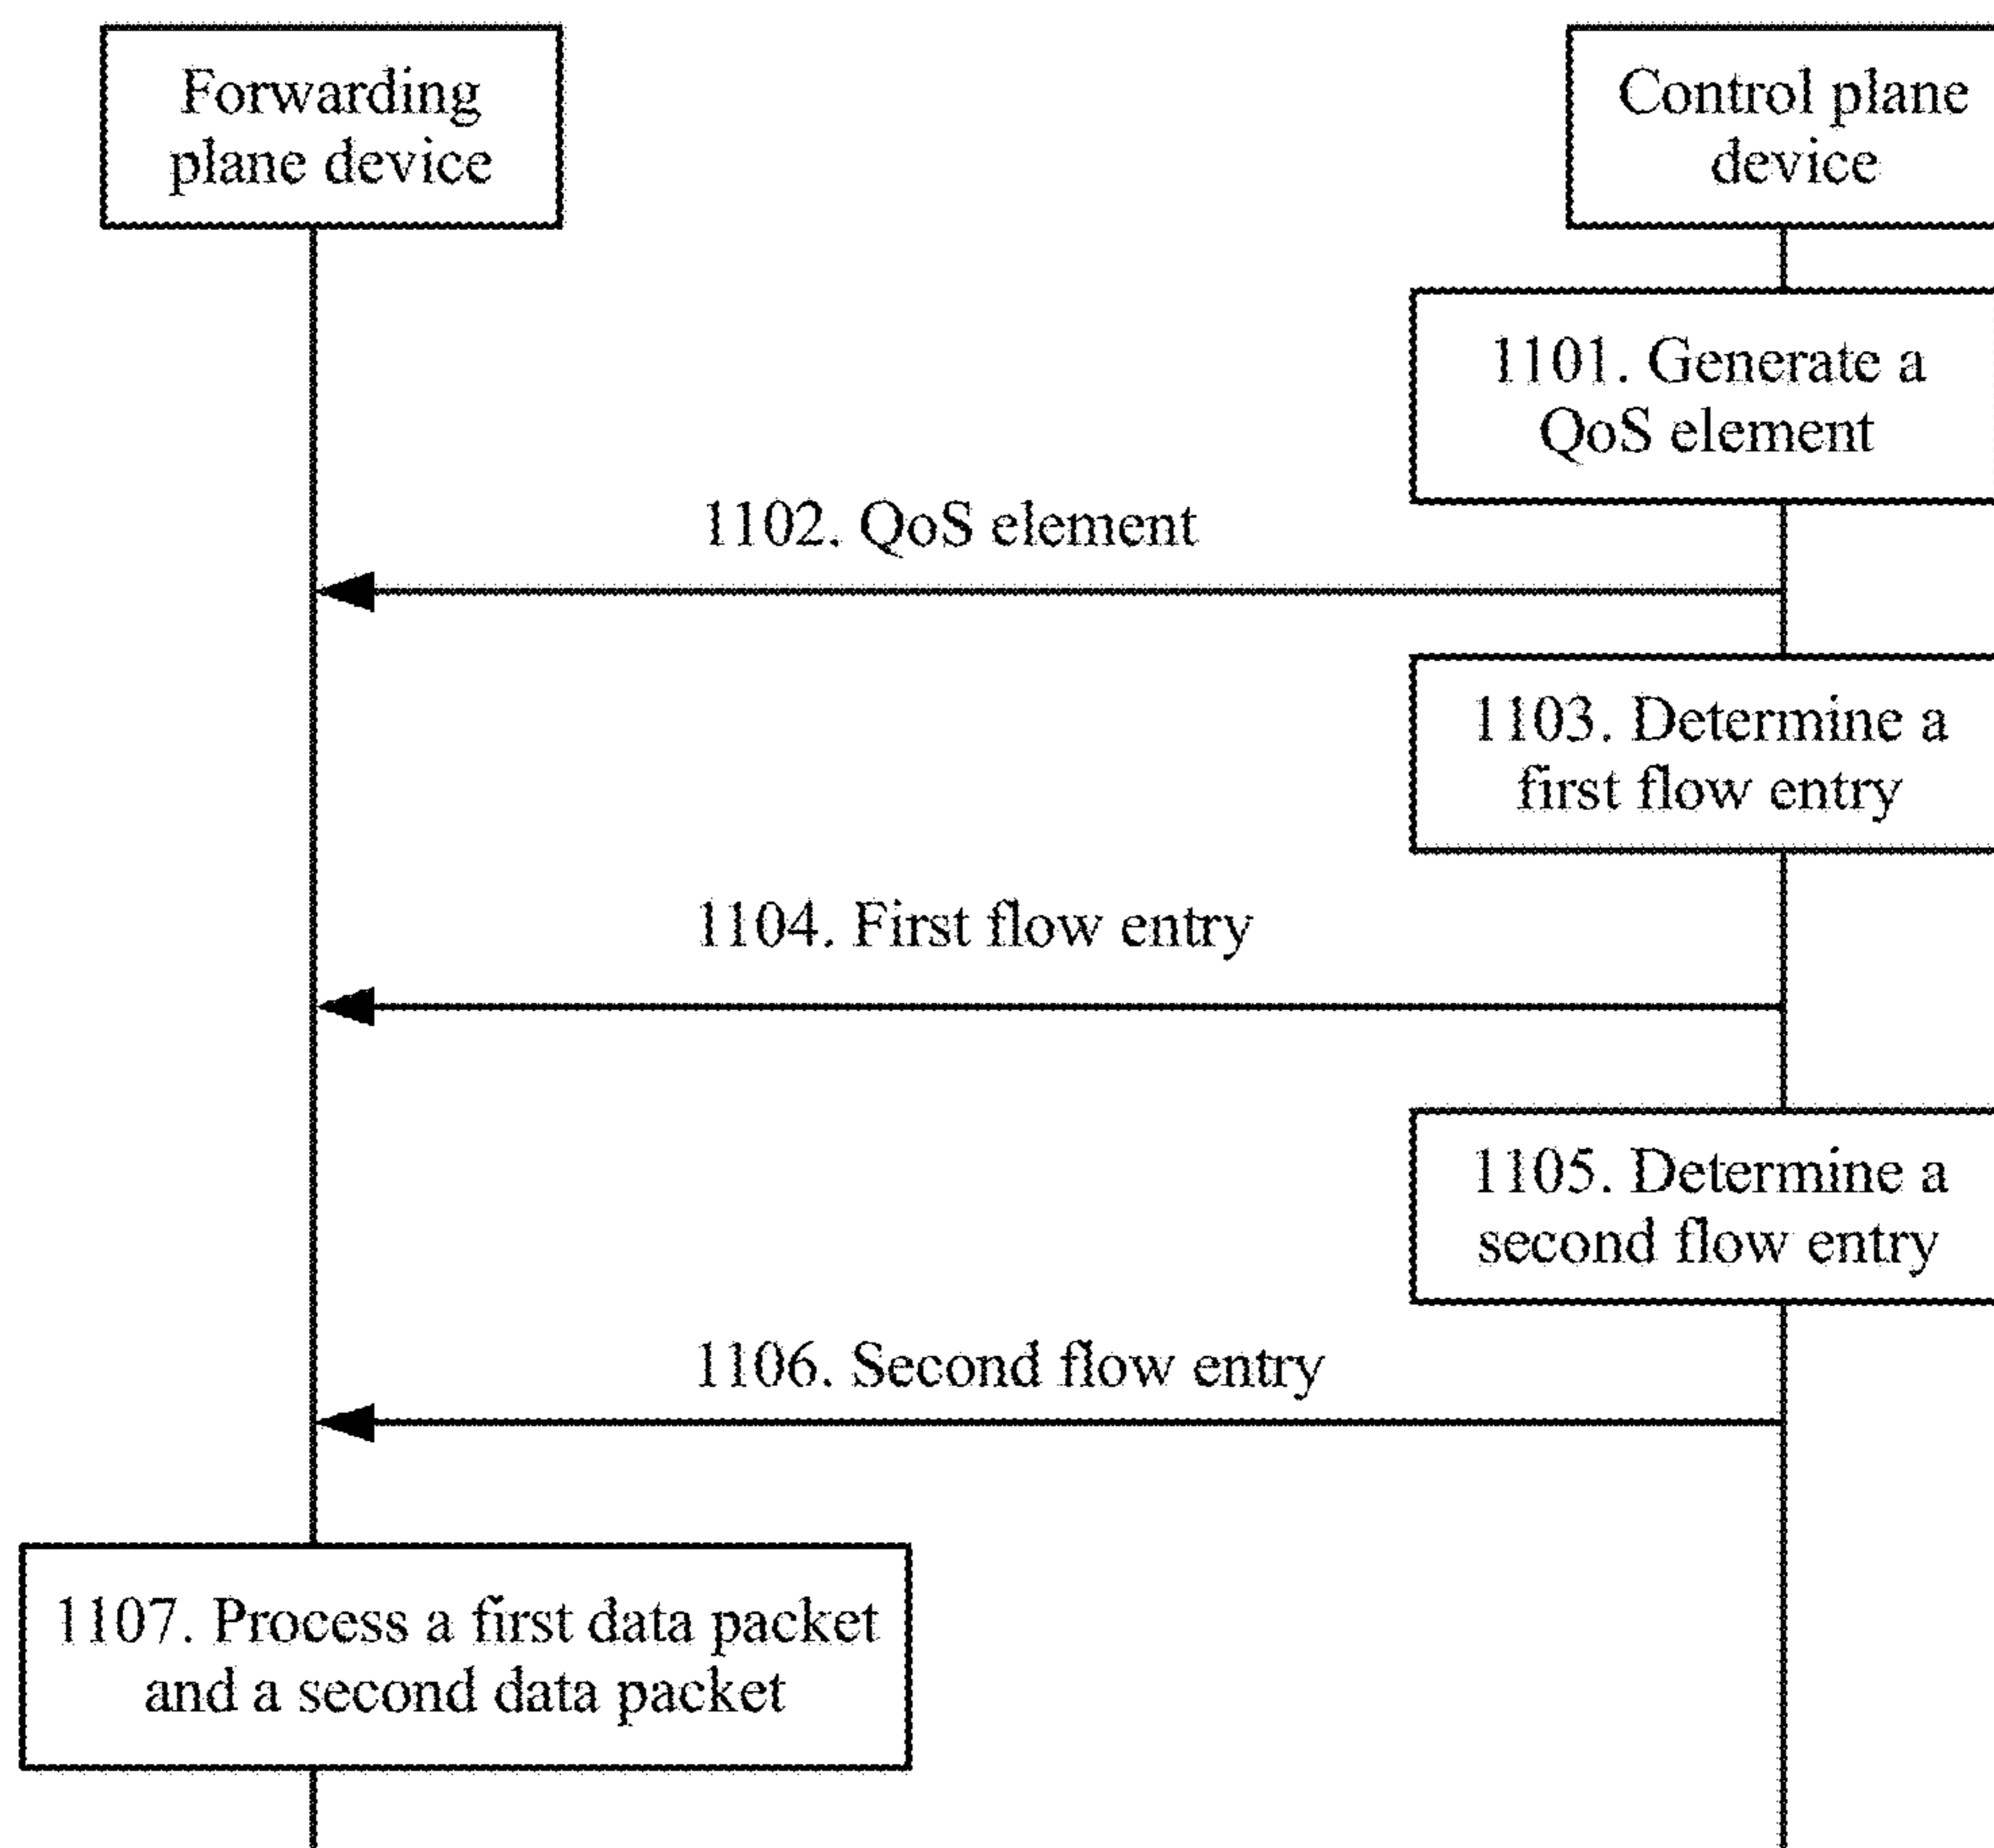 Forwarding
plane device
Control plane
device
1101. Generate a
QoS element
1102. QoS element
1103. Determine a
first flow entry
1104. First flow entry
1105. Determine a
second flow entry
1106. Second flow entry
1107. Process a first data packet
and a second data packet